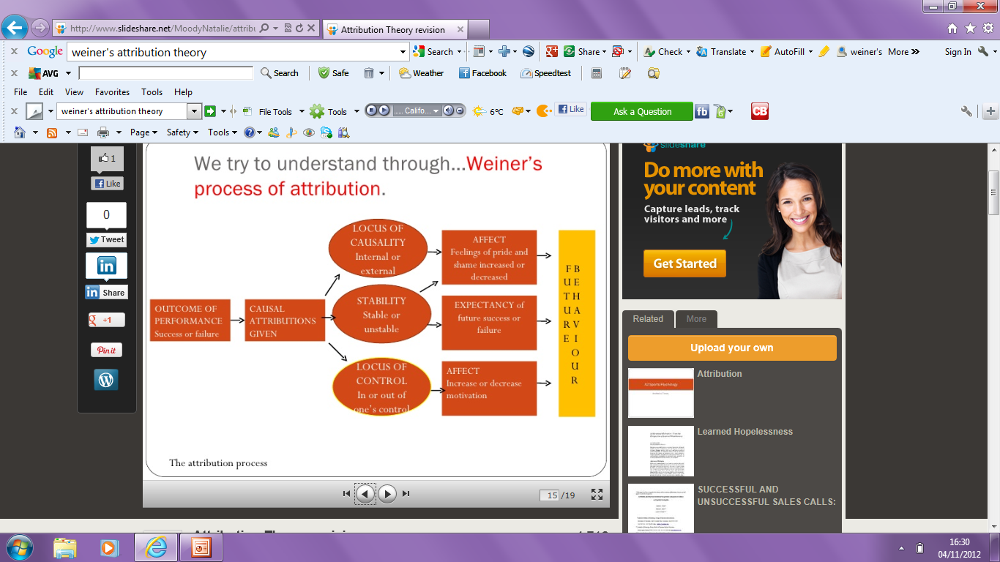 http://www.slideshare.net/MoodyNatalie/attribu
Attribution Theory revision
Google
weiner's attribution theory
Search
Share
Check
Translate
AutoFill
weiner's
More
Sign In
AVG
Search
Safe
Weather
Facebook
Speedtest
File Edit View Favorites Tools Help
weiner's attribution theory
File Tools
Tools
...... Califo...
6°C
Like
Ask a Question
fb
CB
Page
Safety
Tools
1
Like
0
Tweet
in
in Share
g +1
Pin it
We try to understand through...Weiner's
process of attribution.
OUTCOME OF
PERFORMANCE
Success or failure
CAUSAL
ATTRIBUTIONS
GIVEN
LOCUS OF
CAUSALITY
Internal or
external
STABILITY
Stable or
unstable
LOCUS OF
CONTROL
In or out of
one's control
AFFECT
Feelings of pride and
shame increased or
decreased
EXPECTANCY of
future success or
failure
AFFECT
Increase or decrease
motivation
FUTURE
BEHAVIOUR
The attribution process
15 /19
slideshare
Do more with
your content
Capture leads, track
visitors and more
Get Started
Related
More
Upload your own
Attribution
Learned Hopelessness
SUCCESSFUL AND
UNSUCCESSFUL SALES CALLS:
16:30
04/11/2012